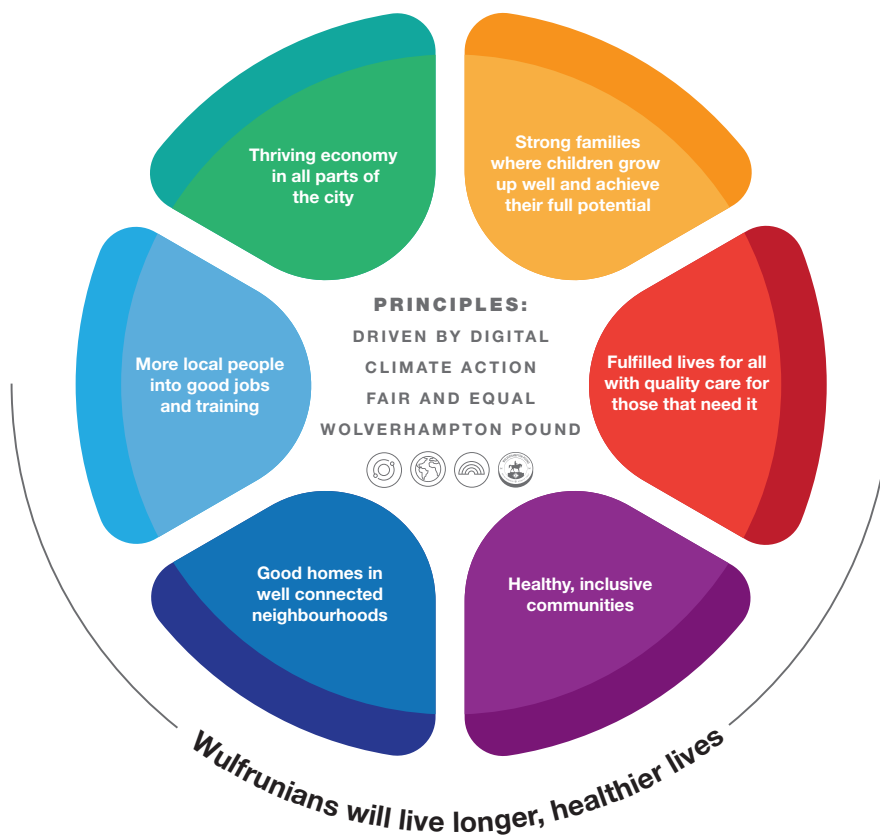 Thriving economy
in all parts of
the city
Strong families
where children grow
up well and achieve
their full potential
More local people
into good jobs
and training
PRINCIPLES:
DRIVEN BY DIGITAL
CLIMATE ACTION
FAIR AND EQUAL
WOLVERHAMPTON POUND
Fulfilled lives for all
with quality care for
those that need it
Good homes in
well connected
neighbourhoods
Healthy, inclusive
communities
Wulfrunians will live longer, healthier lives